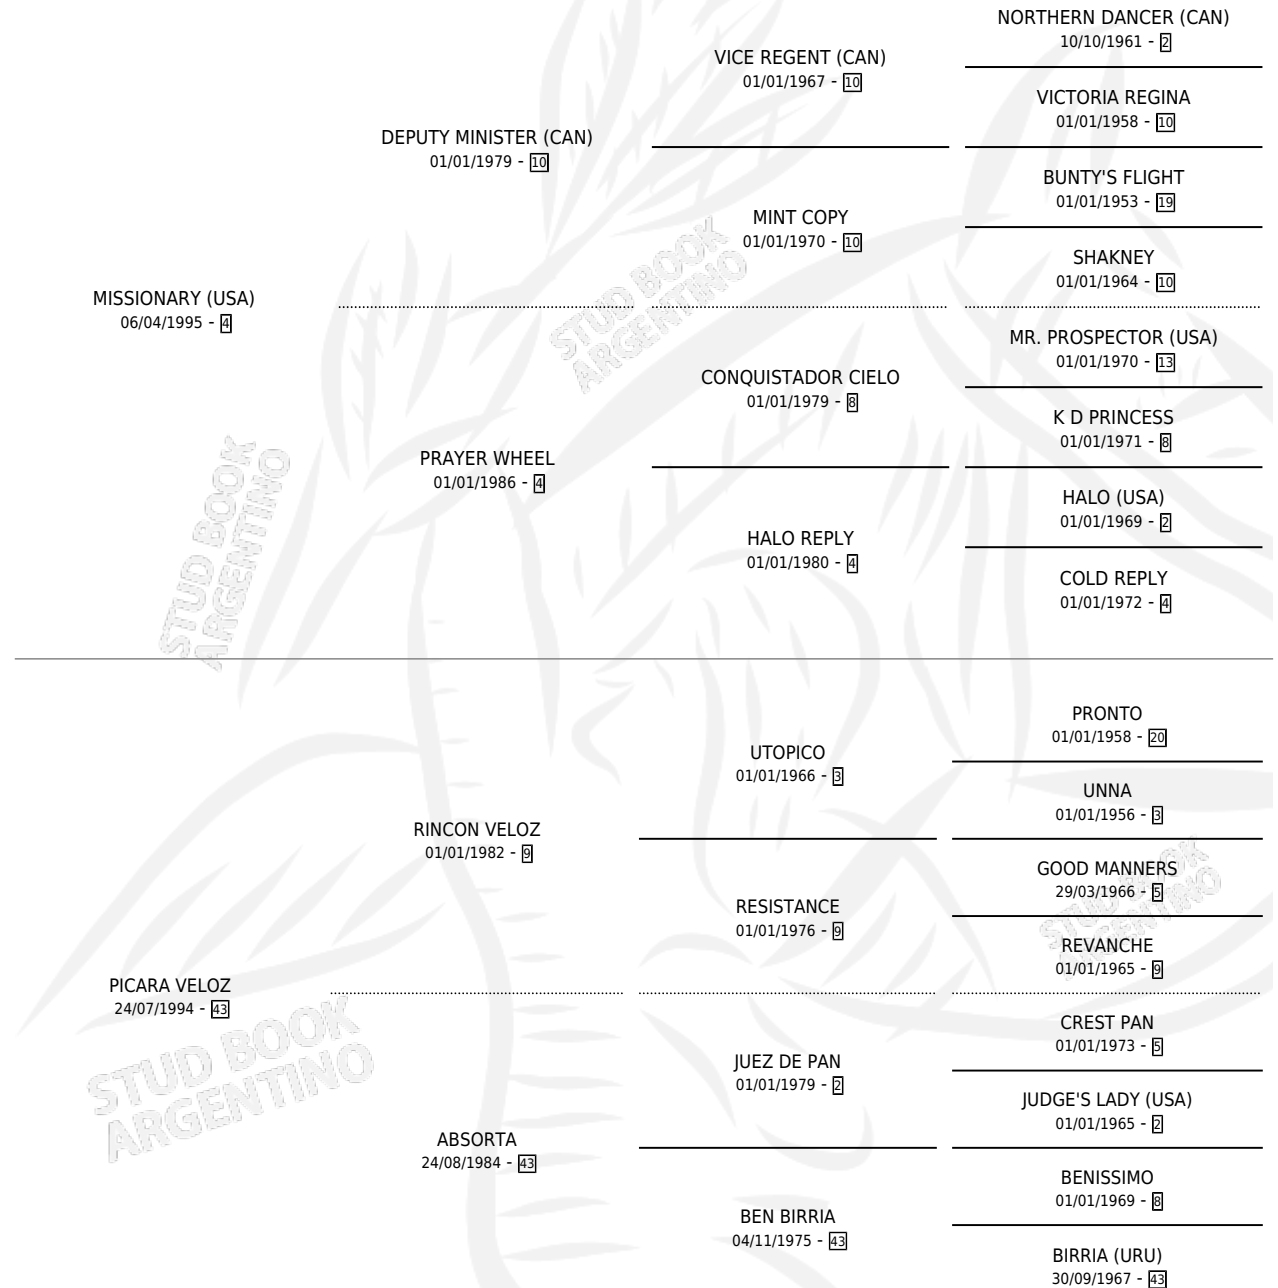 NORTHERN DANCER (CAN)
10/10/1961 - 2
VICE REGENT (CAN)
01/01/1967 - 10
VICTORIA REGINA
01/01/1958 - 10
DEPUTY MINISTER (CAN)
01/01/1979 - 10
BUNTY'S FLIGHT
01/01/1953 - 19
MINT COPY
01/01/1970 - 10
SHAKNEY
01/01/1964 - 10
MISSIONARY (USA)
06/04/1995 - 4
MR. PROSPECTOR (USA)
01/01/1970 - 13
CONQUISTADOR CIELO
01/01/1979 - 8
K D PRINCESS
01/01/1971 - 8
PRAYER WHEEL
01/01/1986 - 4
HALO (USA)
01/01/1969 - 2
HALO REPLY
01/01/1980 - 4
COLD REPLY
01/01/1972 - 4
PRONTO
01/01/1958 - 20
UTOPICO
01/01/1966 - 3
UNNA
01/01/1956 - 3
RINCON VELOZ
01/01/1982 - 9
GOOD MANNERS
29/03/1966 - 5
RESISTANCE
01/01/1976 - 9
REVANCHE
01/01/1965 - 9
PICARA VELOZ
24/07/1994 - 43
CREST PAN
01/01/1973 - 5
JUEZ DE PAN
01/01/1979 - 2
JUDGE'S LADY (USA)
01/01/1965 - 2
ABSORTA
24/08/1984 - 43
BENISSIMO
01/01/1969 - 8
BEN BIRRIA
04/11/1975 - 43
BIRRIA (URU)
30/09/1967 - 43
STUD BOOK
ARGENTINO
STUD BOOK
ARGENTINO
STUD BOOK
ARGENTINO
STUD BOOK
ARGENTINO